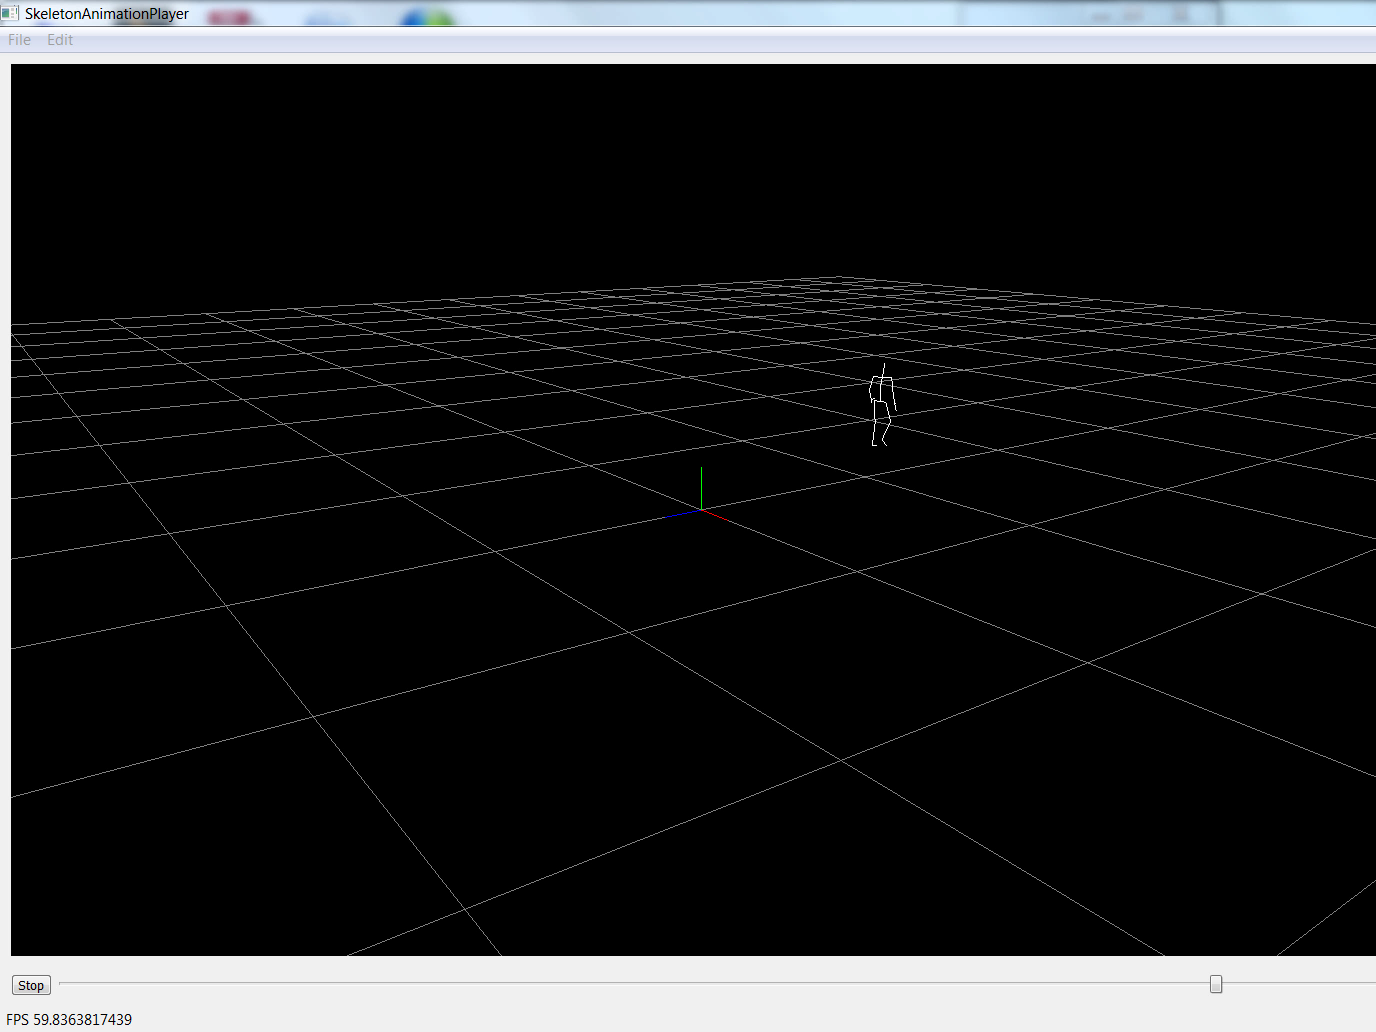 SkeletonAnimationPlayer
File Edit
Stop
FPS 59.8363817439